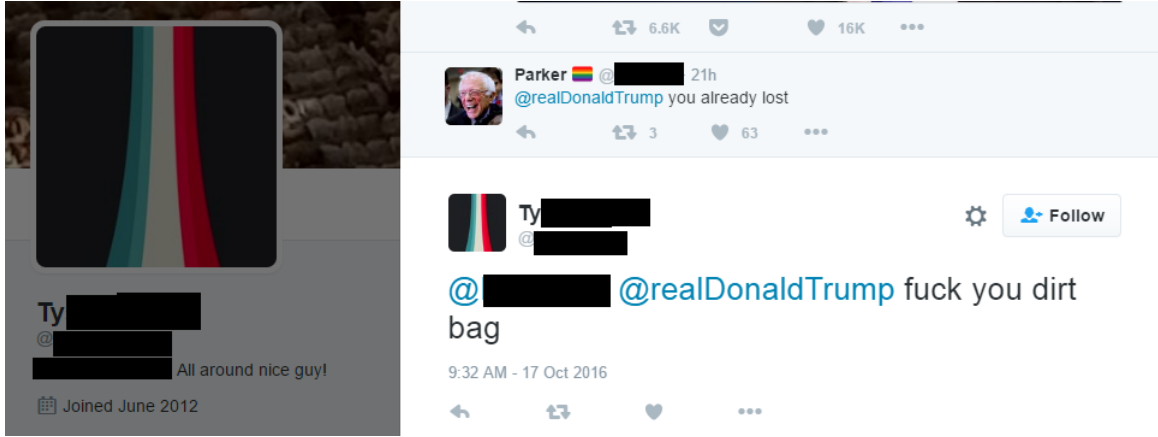 Ty
@
All around nice guy!
Joined June 2012
6.6K 16K
Parker @ 21h
@realDonaldTrump you already lost
3 63
Ty
@
Follow
@ @realDonaldTrump fuck you dirt
bag
9:32 AM - 17 Oct 2016